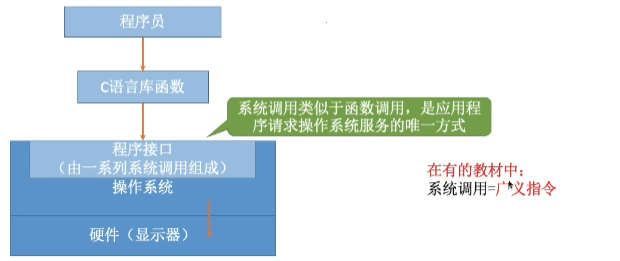 程序员
C语言库函数
系统调用类似于函数调用，是应用程
序请求操作系统服务的唯一方式
程序接口
（由一系列系统调用组成）
操作系统
在有的教材中：
系统调用=广义指令
硬件（显示器）